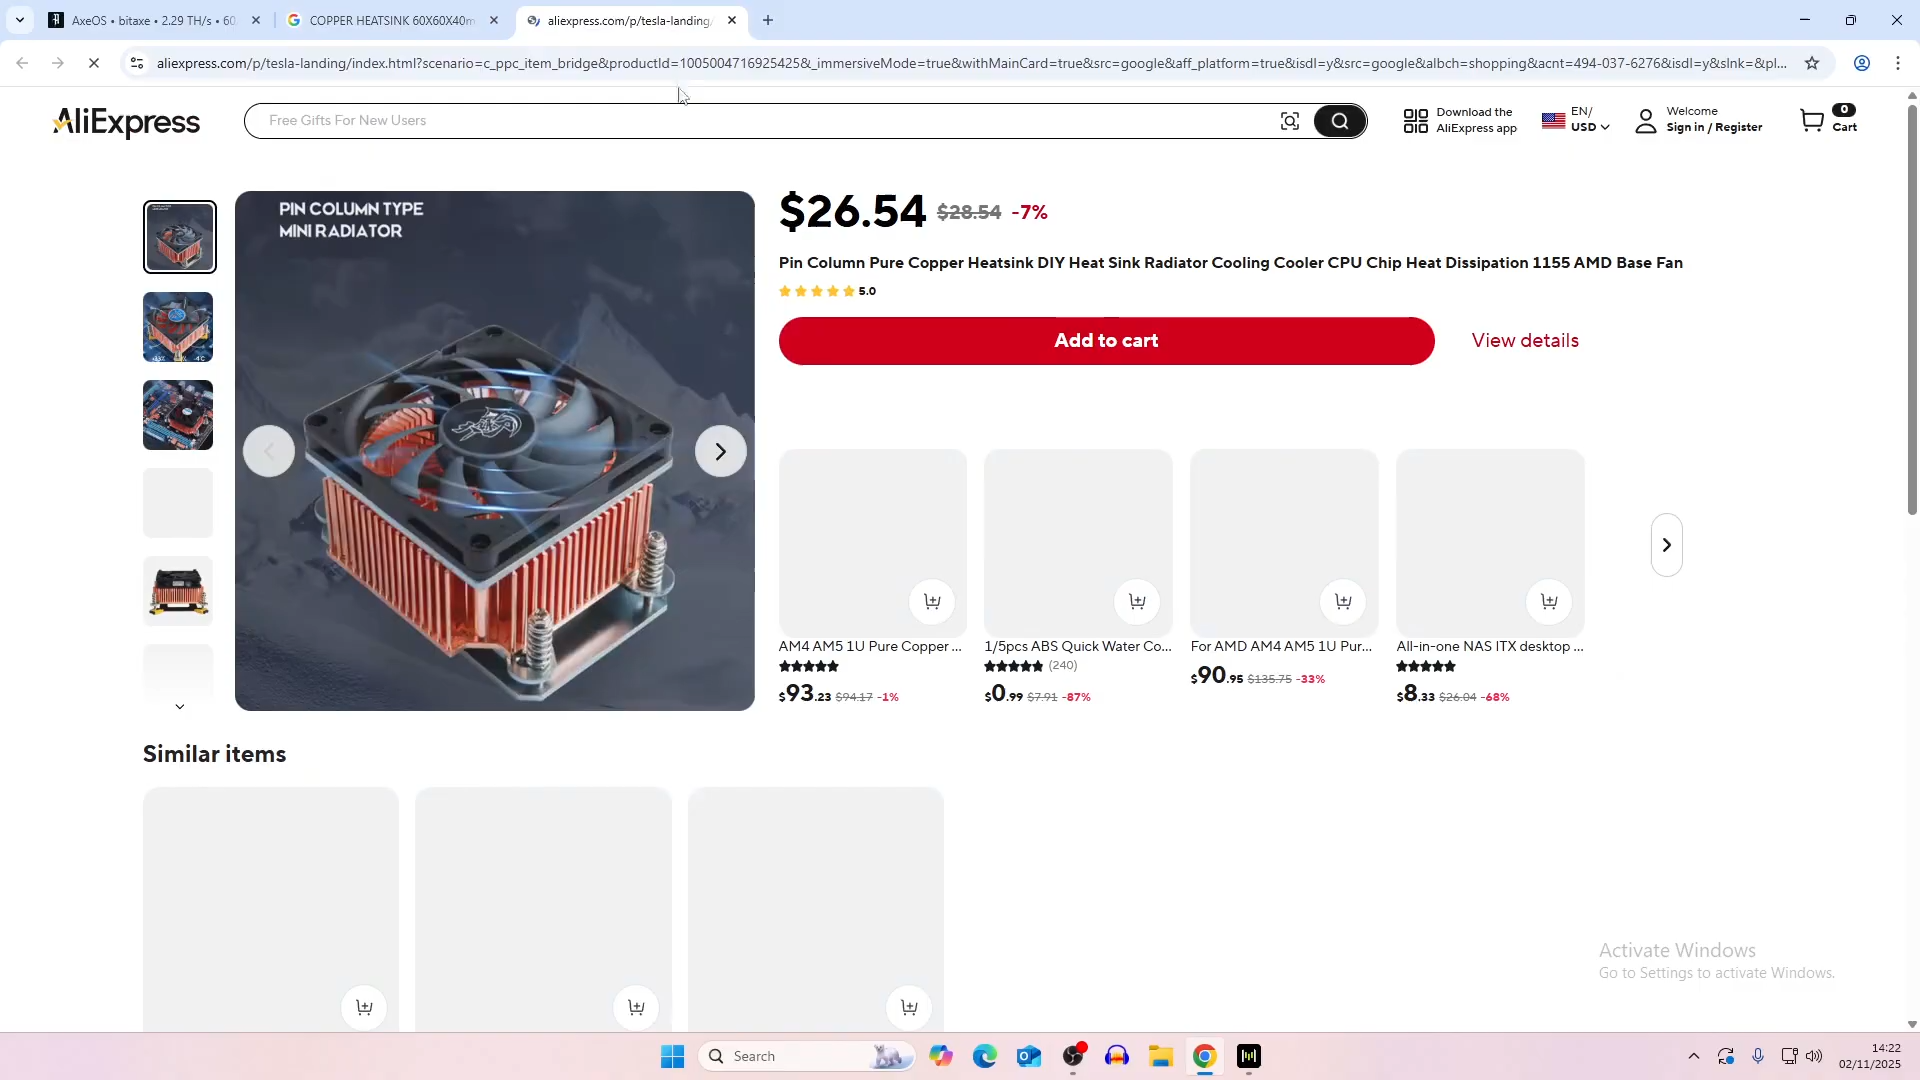 AxeOS • bitaxe • 2.29 TH/s • 60
COPPER HEATSINK 60X60X40m
aliexpress.com/p/tesla-landing/
aliexpress.com/p/tesla-landing/index.html?scenario=c_ppc_item_bridge&productId=1005004716925425&_immersiveMode=true&withMainCard=true&src=google&aff_platform=true&isdl=y&src=google&albch=shopping&acnt=494-037-6276&isdl=y&slnk=&pl...
AliExpress
Free Gifts For New Users
Download the
AliExpress app
EN/
USD
Welcome
Sign in / Register
0
Cart
PIN COLUMN TYPE
MINI RADIATOR
$26.54 $28.54 -7%
Pin Column Pure Copper Heatsink DIY Heat Sink Radiator Cooling Cooler CPU Chip Heat Dissipation 1155 AMD Base Fan
5.0
Add to cart
View details
AM4 AM5 1U Pure Copper ...
$93.23 $94.17 -1%
1/5pcs ABS Quick Water Co...
(240)
$0.99 $7.91 -87%
For AMD AM4 AM5 1U Pur...
$90.95 $135.75 -33%
All-in-one NAS ITX desktop ...
$8.33 $26.04 -68%
Similar items
Activate Windows
Go to Settings to activate Windows.
Search
14:22
02/11/2025